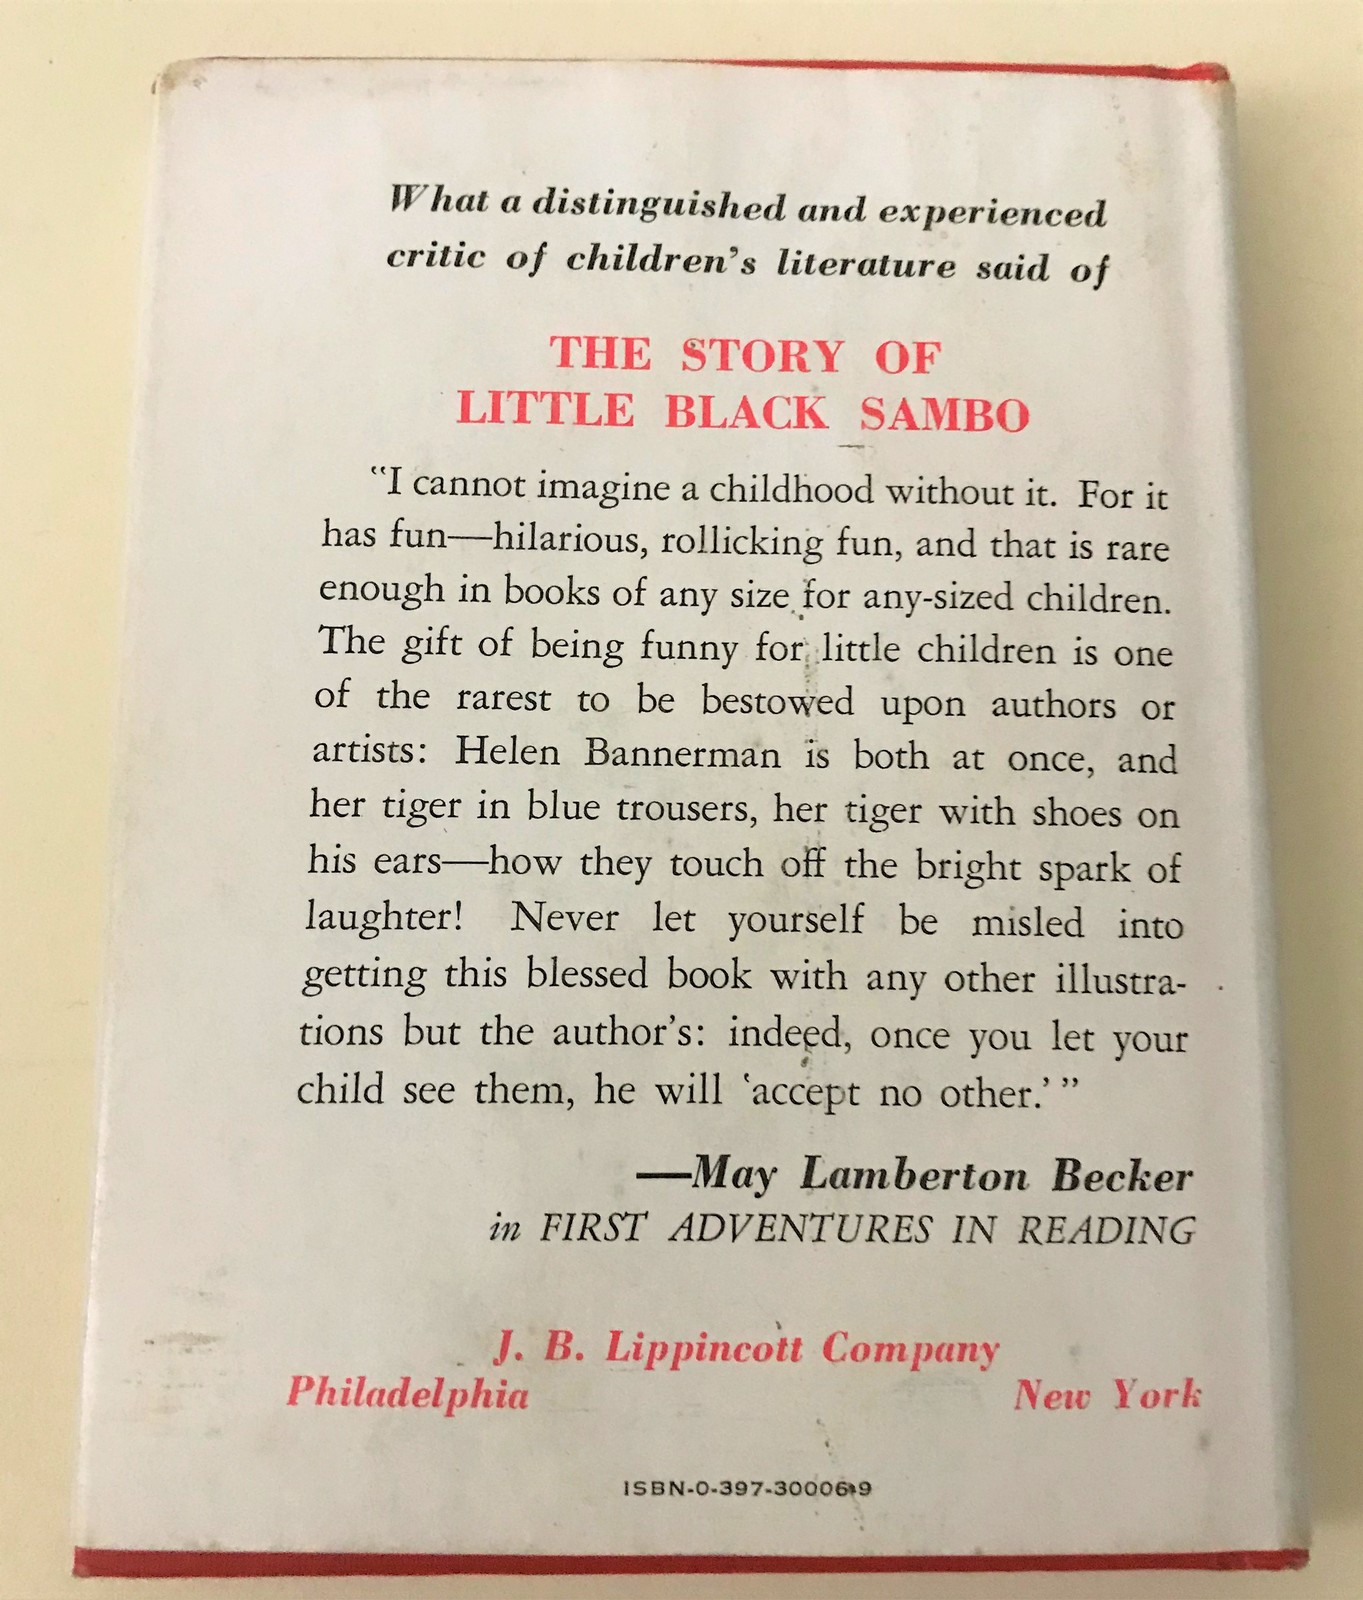 What a distinguished and experienced
critic of children's literature said of
THE STORY OF
LITTLE BLACK SAMBO
"I cannot imagine a childhood without it. For it
has fun—hilarious, rollicking fun, and that is rare
enough in books of any size for any-sized children.
The gift of being funny for little children is one
of the rarest to be bestowed upon authors or
artists: Helen Bannerman is both at once, and
her tiger in blue trousers, her tiger with shoes on
his ears—how they touch off the bright spark of
laughter! Never let yourself be misled into
getting this blessed book with any other illustra-
tions but the author's: indeed, once you let your
child see them, he will 'accept no other.' "
—May Lamberton Becker
in FIRST ADVENTURES IN READING
J. B. Lippincott Company
Philadelphia New York
ISBN-0-397-30006-9